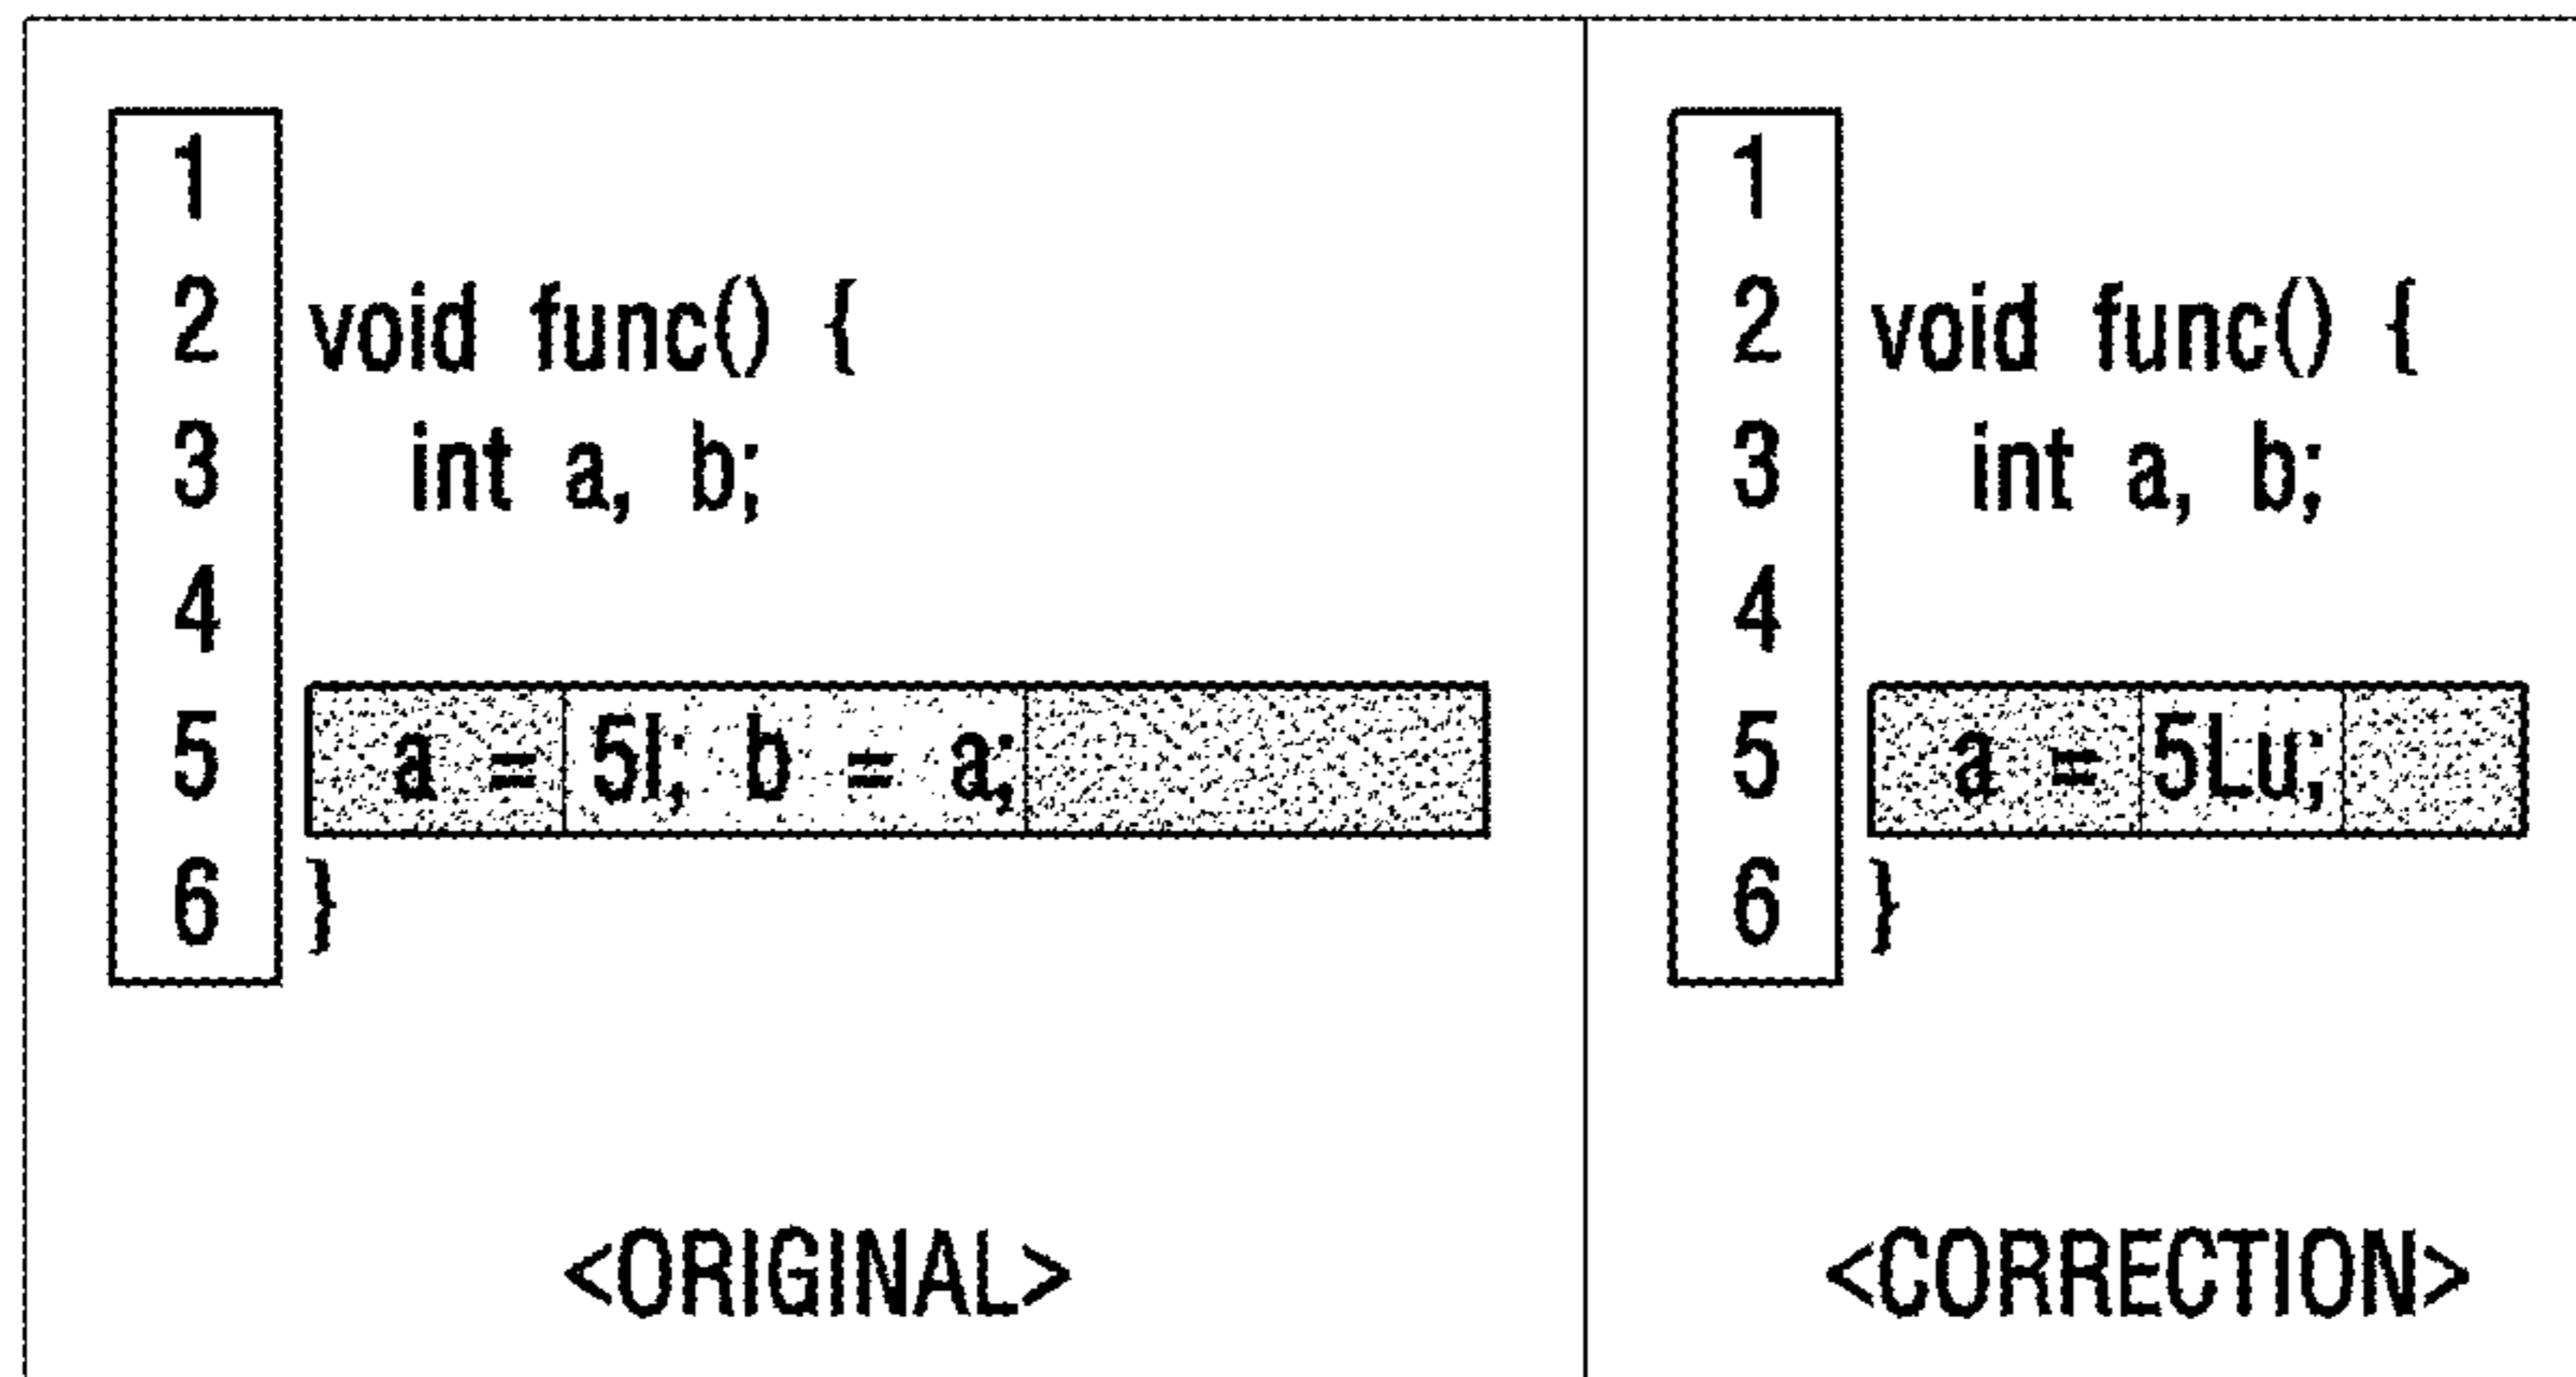 1
2 void func() {
3 int a, b;
4
5 a = 5l; b = a;
6 }
<ORIGINAL>
1
2 void func() {
3 int a, b;
4
5 a = 5Lu;
6 }
<CORRECTION>